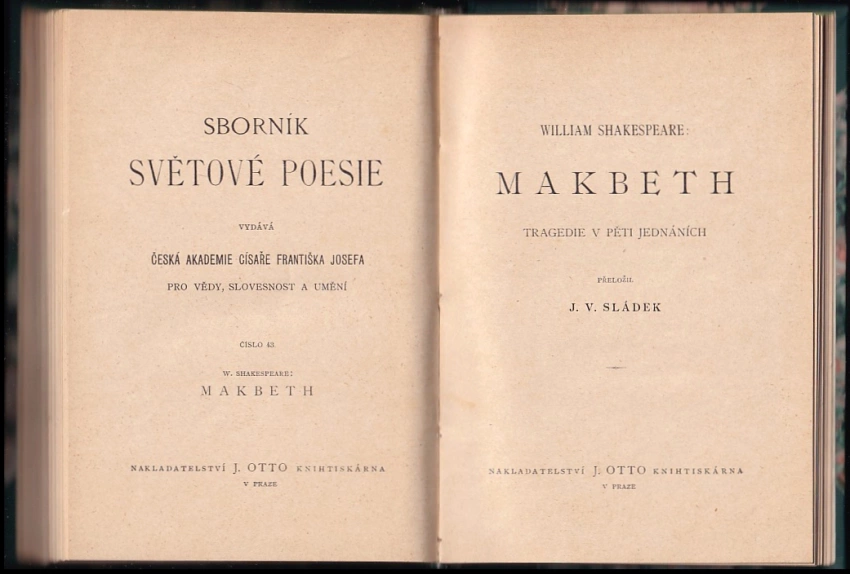 SBORNÍK
SVĚTOVÉ POESIE
VYDÁVÁ
ČESKÁ AKADEMIE CÍSAŘE FRANTIŠKA JOSEFA
PRO VĚDY, SLOVESNOST A UMĚNÍ
ČÍSLO 43.
W. SHAKESPEARE:
MAKBETH
NAKLADATELSTVÍ J. OTTO KNIHTISKÁRNA
V PRAZE
WILLIAM SHAKESPEARE:
MAKBETH
TRAGEDIE V PĚTI JEDNÁNÍCH
PŘELOŽIL
J. V. SLÁDEK
NAKLADATELSTVÍ J. OTTO KNIHTISKÁRNA
V PRAZE